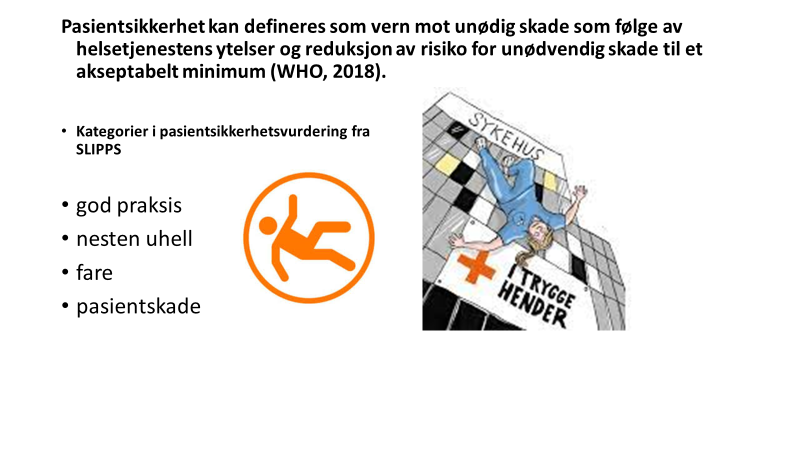 Pasientsikkerhet kan defineres som vern mot unødig skade som følge av
helsetjenestens ytelser og reduksjon av risiko for unødvendig skade til et
akseptabelt minimum (WHO, 2018).
• Kategorier i pasientsikkerhetsvurdering fra
SLIPPS
• god praksis
• nesten uhell
• fare
• pasientskade
SYKEHUS
I TRYGGE
HENDER